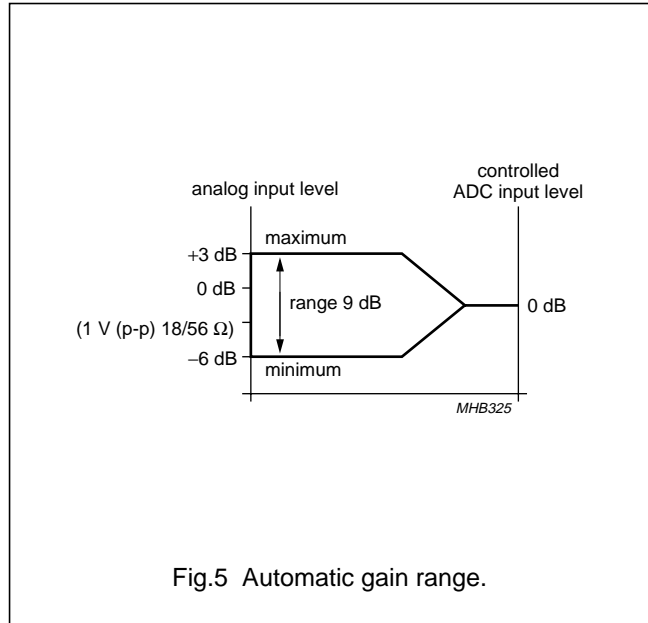 analog input level
controlled
ADC input level
+3 dB
maximum
0 dB
range 9 dB
0 dB
(1 V (p-p) 18/56 Ω)
−6 dB
minimum
MHB325
Fig.5 Automatic gain range.